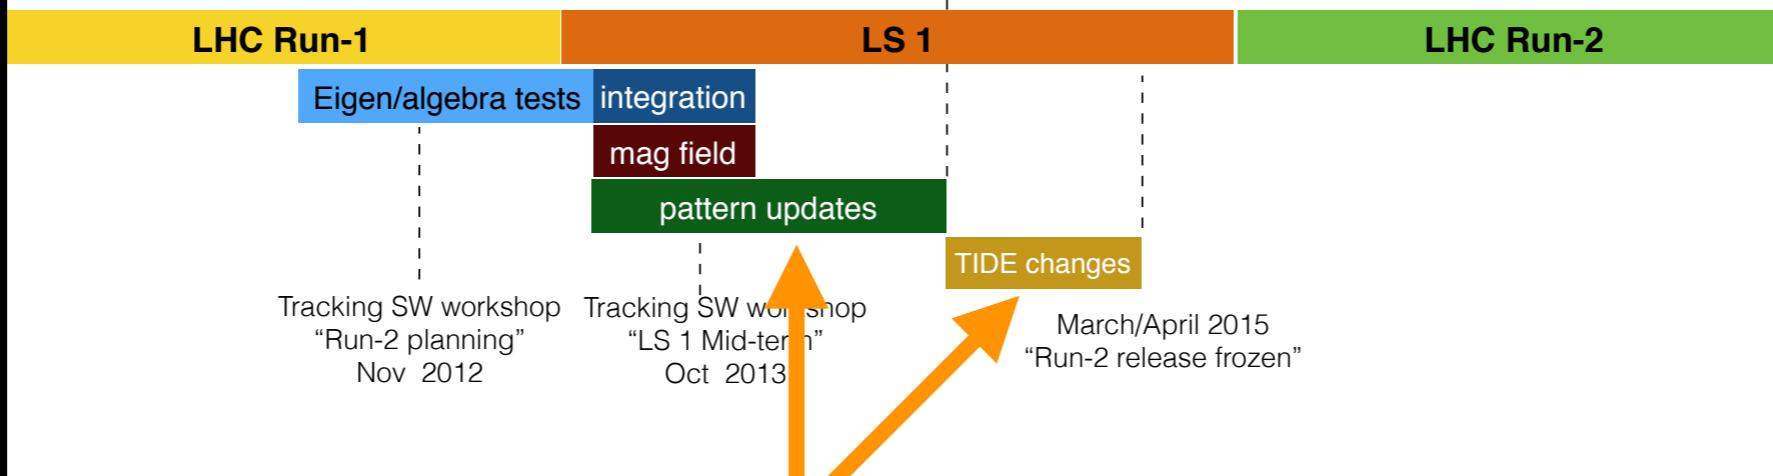 LHC Run-1
LS 1
LHC Run-2
Eigen/algebra tests
integration
mag field
pattern updates
TIDE changes
Tracking SW workshop
“Run-2 planning”
Nov 2012
Tracking SW workshop
“LS 1 Mid-term”
Oct 2013
March/April 2015
“Run-2 release frozen”